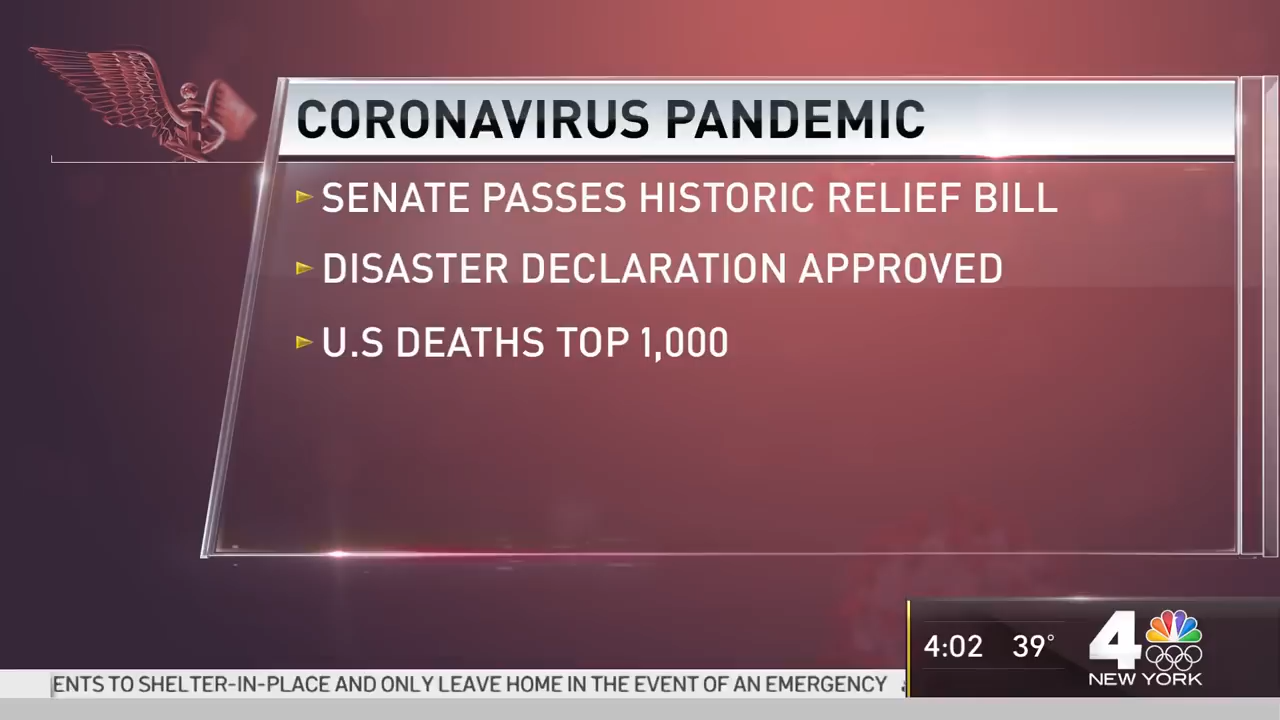 CORONAVIRUS PANDEMIC
SENATE PASSES HISTORIC RELIEF BILL
DISASTER DECLARATION APPROVED
U.S DEATHS TOP 1,000
4:02 39° 4
NEW YORK
ENTS TO SHELTER-IN-PLACE AND ONLY LEAVE HOME IN THE EVENT OF AN EMERGENCY